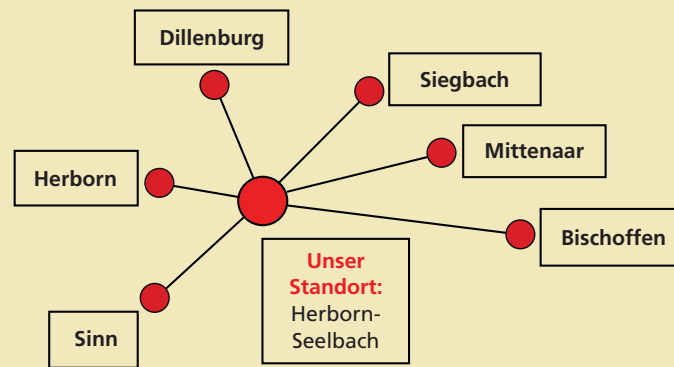 Dillenburg
Siegbach
Mittenaar
Herborn
Bischoffen
Unser
Standort:
Herborn-
Seelbach
Sinn